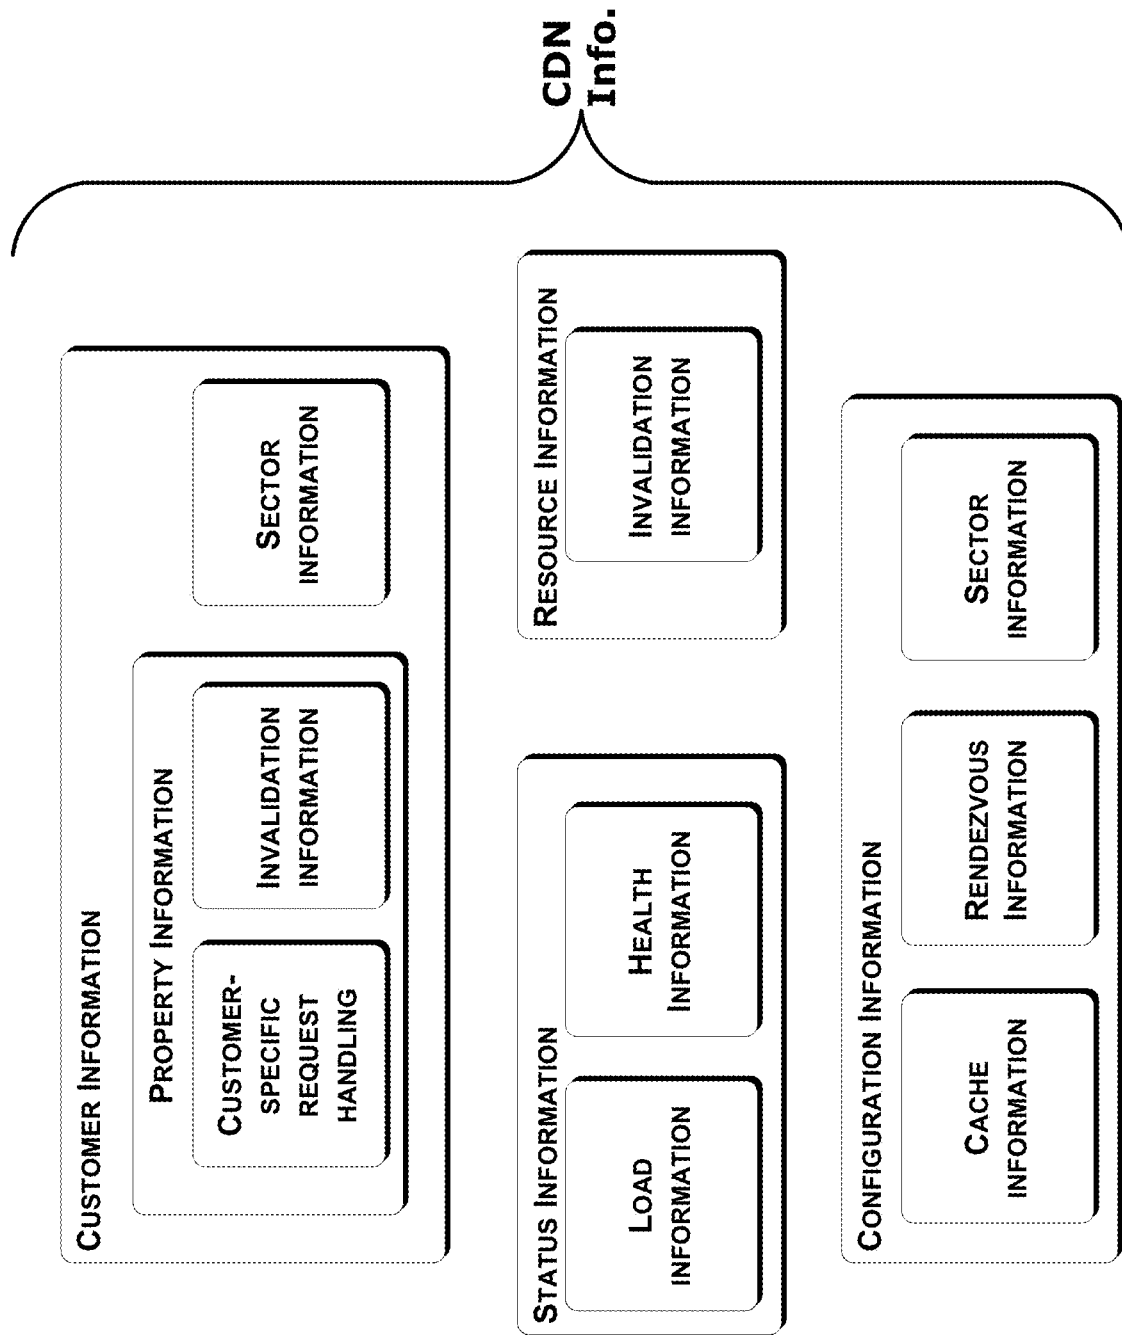 CDN
Info.
CUSTOMER INFORMATION
PROPERTY INFORMATION
CUSTOMER-
SPECIFIC
REQUEST
HANDLING
INVALIDATION
INFORMATION
SECTOR
INFORMATION
STATUS INFORMATION
LOAD
INFORMATION
HEALTH
INFORMATION
RESOURCE INFORMATION
INVALIDATION
INFORMATION
CONFIGURATION INFORMATION
CACHE
INFORMATION
RENDEZVOUS
INFORMATION
SECTOR
INFORMATION